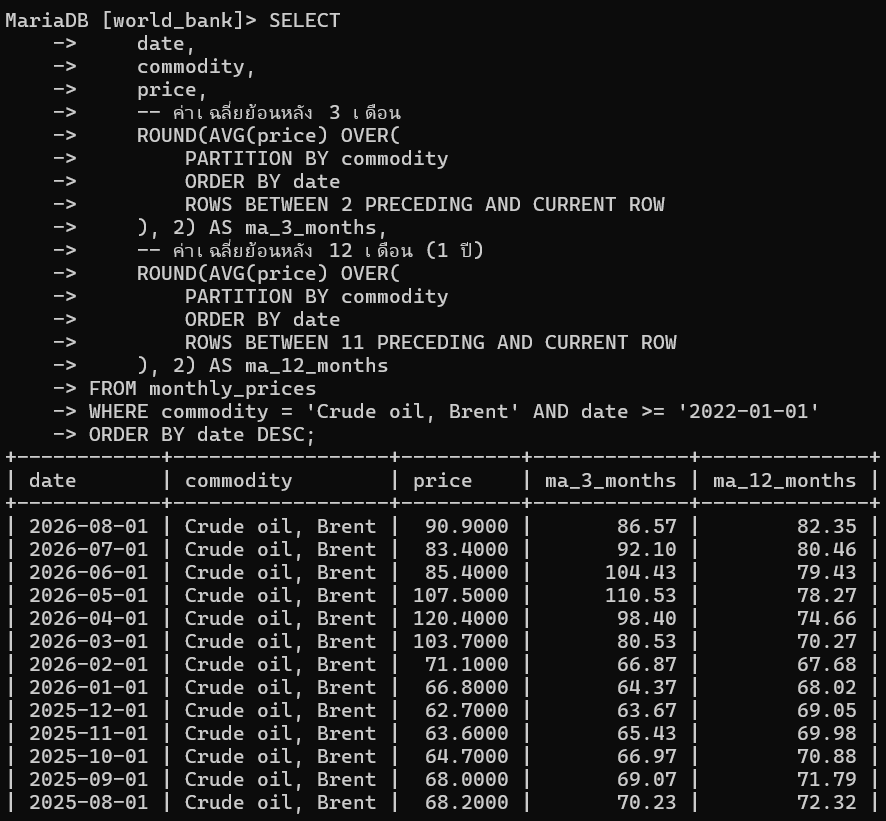 MariaDB [world_bank]> SELECT
    ->     date,
    ->     commodity,
    ->     price,
    ->     -- ค่าเฉลี่ยย้อนหลัง 3 เดือน
    ->     ROUND(AVG(price) OVER(
    ->         PARTITION BY commodity
    ->         ORDER BY date
    ->         ROWS BETWEEN 2 PRECEDING AND CURRENT ROW
    ->     ), 2) AS ma_3_months,
    ->     -- ค่าเฉลี่ยย้อนหลัง 12 เดือน (1 ปี)
    ->     ROUND(AVG(price) OVER(
    ->         PARTITION BY commodity
    ->         ORDER BY date
    ->         ROWS BETWEEN 11 PRECEDING AND CURRENT ROW
    ->     ), 2) AS ma_12_months
    -> FROM monthly_prices
    -> WHERE commodity = 'Crude oil, Brent' AND date >= '2022-01-01'
    -> ORDER BY date DESC;
+------------+------------------+----------+-------------+--------------+
| date       | commodity        | price    | ma_3_months | ma_12_months |
+------------+------------------+----------+-------------+--------------+
| 2026-08-01 | Crude oil, Brent |  90.9000 |       86.57 |        82.35 |
| 2026-07-01 | Crude oil, Brent |  83.4000 |       92.10 |        80.46 |
| 2026-06-01 | Crude oil, Brent |  85.4000 |      104.43 |        79.43 |
| 2026-05-01 | Crude oil, Brent | 107.5000 |      110.53 |        78.27 |
| 2026-04-01 | Crude oil, Brent | 120.4000 |       98.40 |        74.66 |
| 2026-03-01 | Crude oil, Brent | 103.7000 |       80.53 |        70.27 |
| 2026-02-01 | Crude oil, Brent |  71.1000 |       66.87 |        67.68 |
| 2026-01-01 | Crude oil, Brent |  66.8000 |       64.37 |        68.02 |
| 2025-12-01 | Crude oil, Brent |  62.7000 |       63.67 |        69.05 |
| 2025-11-01 | Crude oil, Brent |  63.6000 |       65.43 |        69.98 |
| 2025-10-01 | Crude oil, Brent |  64.7000 |       66.97 |        70.88 |
| 2025-09-01 | Crude oil, Brent |  68.0000 |       69.07 |        71.79 |
| 2025-08-01 | Crude oil, Brent |  68.2000 |       70.23 |        72.32 |